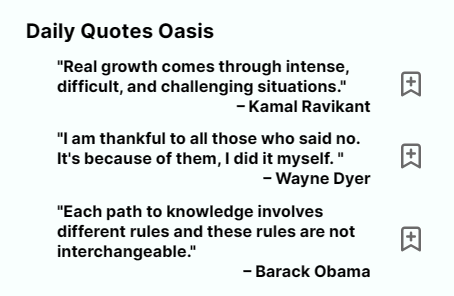 Daily Quotes Oasis
"Real growth comes through intense,
difficult, and challenging situations."
– Kamal Ravikant
"I am thankful to all those who said no.
It's because of them, I did it myself. "
– Wayne Dyer
"Each path to knowledge involves
different rules and these rules are not
interchangeable."
– Barack Obama